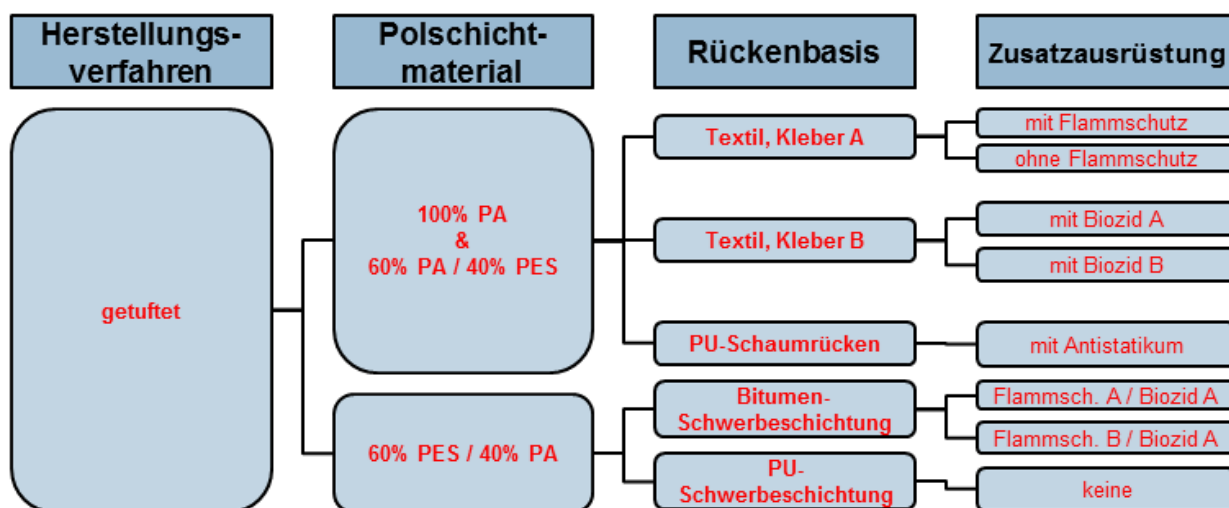 Herstellungs-
verfahren
Polschicht-
material
Rückenbasis
Zusatzausrüstung
getuftet
100% PA
&
60% PA / 40% PES
60% PES / 40% PA
Textil, Kleber A
Textil, Kleber B
PU-Schaumrücken
Bitumen-
Schwerbeschichtung
PU-
Schwerbeschichtung
mit Flammschutz
ohne Flammschutz
mit Biozid A
mit Biozid B
mit Antistatikum
Flammsch. A / Biozid A
Flammsch. B / Biozid A
keine